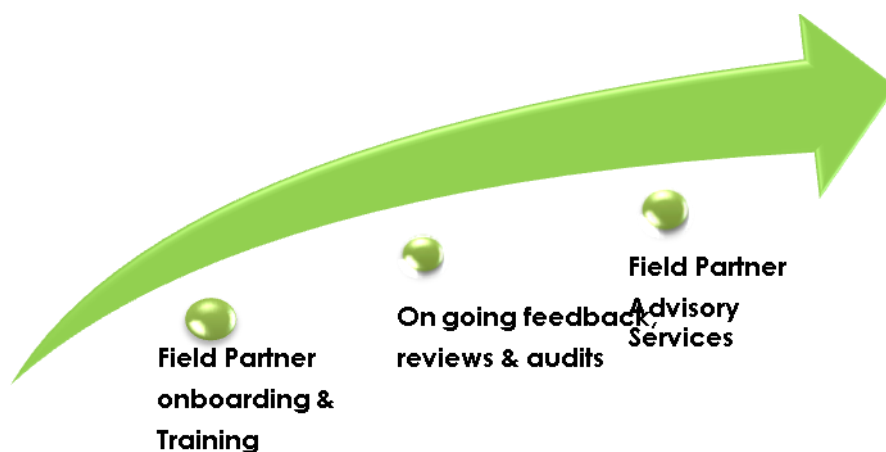 Field Partner
onboarding &
Training
On going feedback,
reviews & audits
Field Partner
Advisory
Services